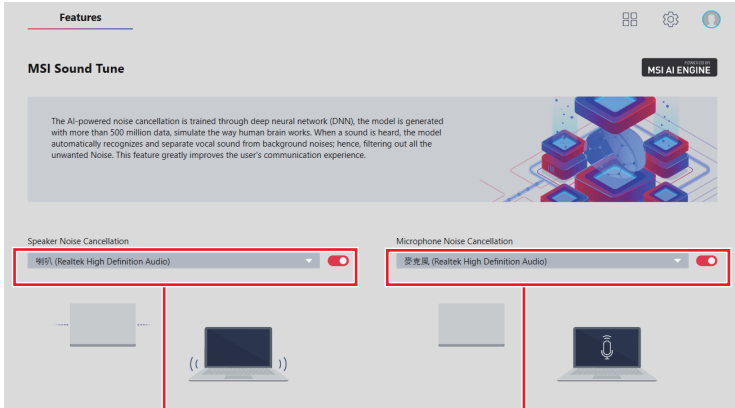 Features
MSI Sound Tune
POWERED BY
MSI AI ENGINE
The AI-powered noise cancellation is trained through deep neural network (DNN), the model is generated
with more than 500 million data, simulate the way human brain works. When a sound is heard, the model
automatically recognizes and separate vocal sound from background noises; hence, filtering out all the
unwanted Noise. This feature greatly improves the user's communication experience.
Speaker Noise Cancellation
喇叭 (Realtek High Definition Audio)
Microphone Noise Cancellation
麥克風 (Realtek High Definition Audio)